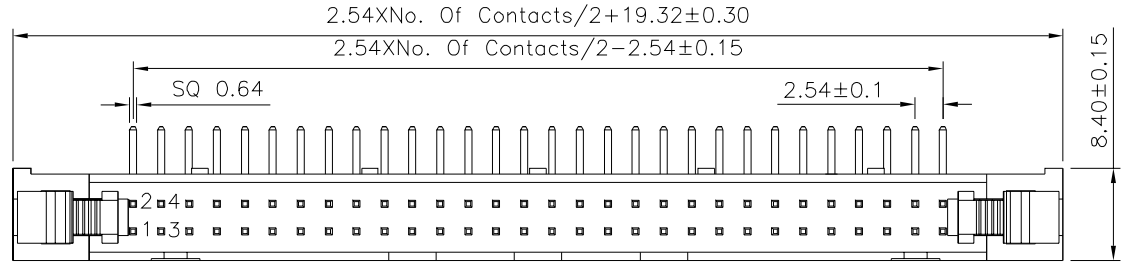 2.54XNo. Of Contacts/2+19.32±0.30
2.54XNo. Of Contacts/2-2.54±0.15
SQ 0.64
2.54±0.1
8.40±0.15
2 4
1 3